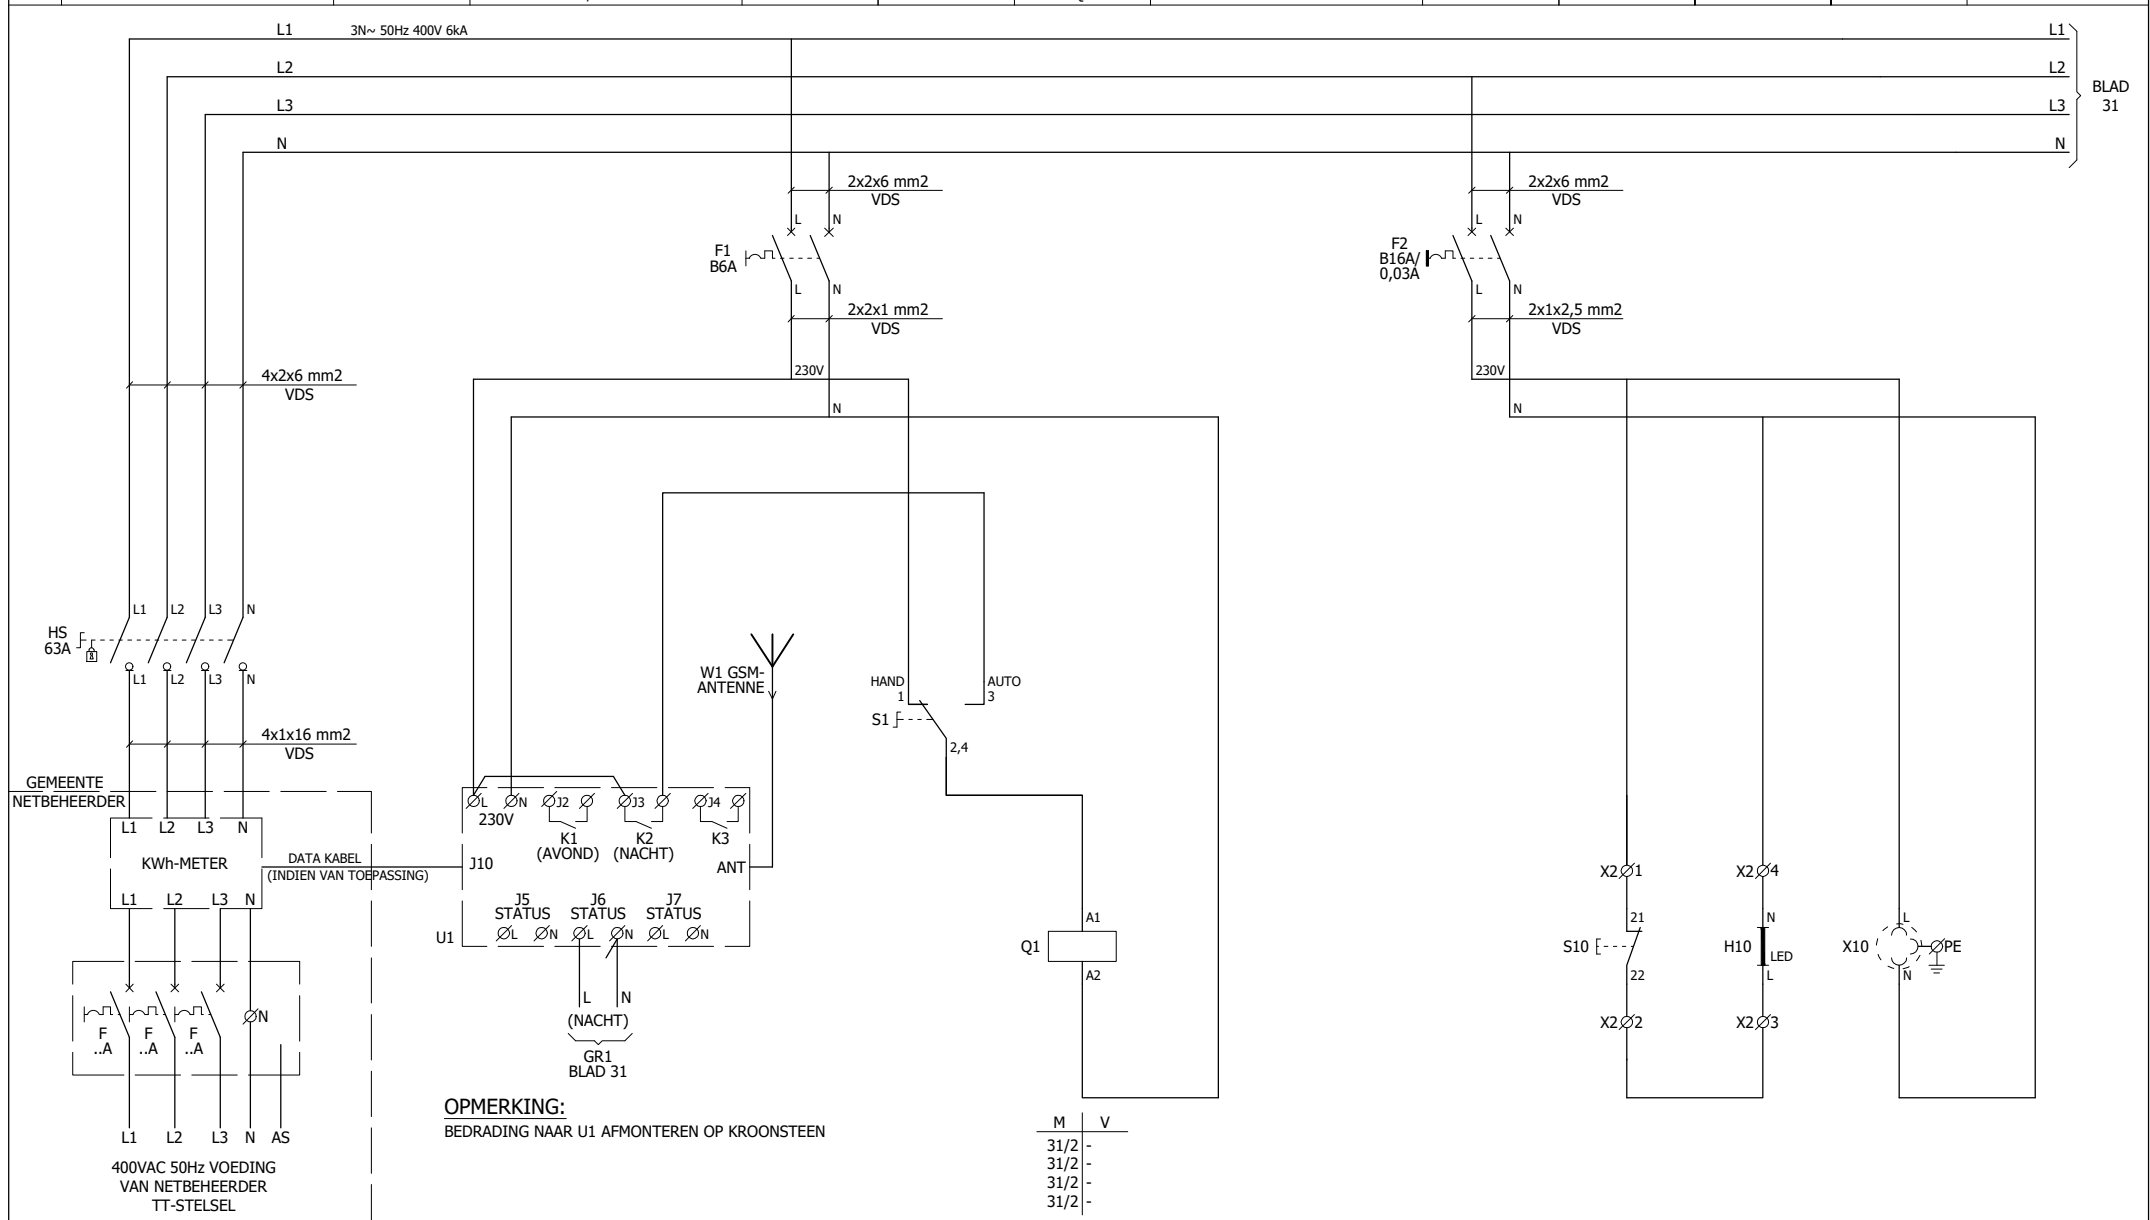 L1 3N~ 50Hz 400V 6kA L1
L2 L2
L3 L3
N N
BLAD
31
2x2x6 mm2
VDS
L N
F1
B6A
L N
2x2x1 mm2
VDS
230V
N
2x2x6 mm2
VDS
L N
F2
B16A/
0,03A
L N
2x1x2,5 mm2
VDS
230V
N
4x2x6 mm2
VDS
L1 L2 L3 N
HS
63A
L1 L2 L3 N
4x1x16 mm2
VDS
GEMEENTE
NETBEHEERDER
L1 L2 L3 N
KWh-METER
L1 L2 L3 N
DATA KABEL
(INDIEN VAN TOEPASSING)
F F F
..A ..A ..A
N
L1 L2 L3 N AS
400VAC 50Hz VOEDING
VAN NETBEHEERDER
TT-STELSEL
W1 GSM-
ANTENNE
HAND AUTO
1 3
S1
2,4
L N J2 J3 J4
230V
K1 K2 K3
(AVOND) (NACHT)
J10 ANT
J5 J6 J7
STATUS STATUS STATUS
L N L N L N
U1
L N
(NACHT)
GR1
BLAD 31
OPMERKING:
BEDRADING NAAR U1 AFMONTEREN OP KROONSTEEN
A1
Q1
A2
M V
31/2 -
31/2 -
31/2 -
31/2 -
X2 1 X2 4
21 N L
S10 H10 LED X10 PE
22 L N
X2 2 X2 3